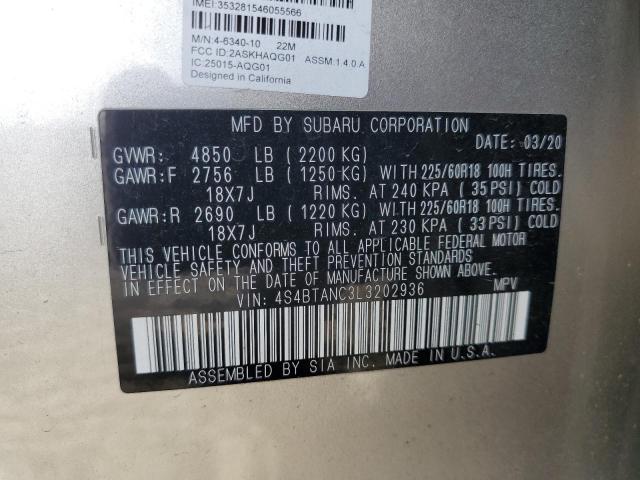 IMEI:353281546055566
M/N:4-6340-10 22M
FCC ID:2ASKHAQG01 ASSM:1.4.0.A
IC:25015-AQG01
Designed in California
MFD BY SUBARU CORPORATION
DATE: 03/20
GVWR: 4850 LB ( 2200 KG)
GAWR:F 2756 LB ( 1250 KG) WITH 225/60R18 100H TIRES.
18X7J RIMS. AT 240 KPA ( 35 PSI) COLD
GAWR:R 2690 LB ( 1220 KG) WITH 225/60R18 100H TIRES.
18X7J RIMS. AT 230 KPA ( 33 PSI) COLD
THIS VEHICLE CONFORMS TO ALL APPLICABLE FEDERAL MOTOR
VEHICLE SAFETY AND THEFT PREVENTION STANDARDS
IN EFFECT ON THE DATE OF MANUFACTURE SHOWN ABOVE.
VIN: 4S4BTANC3L3202936 MPV
ASSEMBLED BY SIA INC. MADE IN U.S.A.